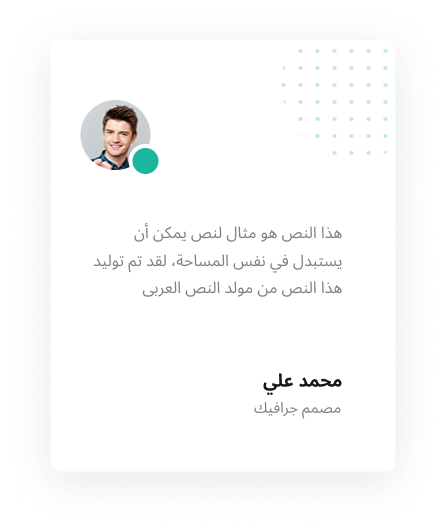 هذا النص هو مثال لنص يمكن أن
يستبدل في نفس المساحة، لقد تم توليد
هذا النص من مولد النص العربى
محمد علي
مصمم جرافيك